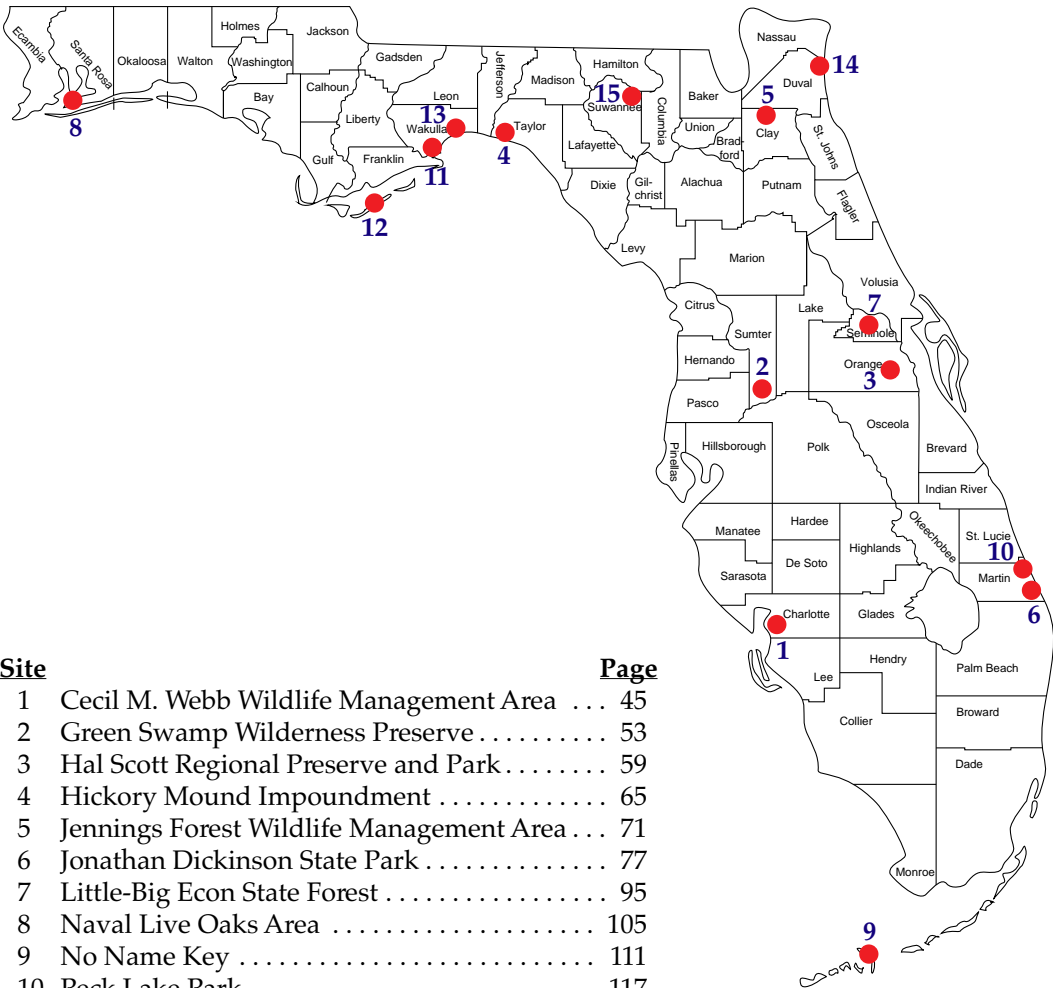 Nassau
Holmes
Jackson
Ecambia
Santa Rosa
Okaloosa
Walton
Washington
Gadsden
Jefferson
Madison
Hamilton
Duval
14
Calhoun
Bay
Leon
Liberty
15
Suwannee
Columbia
Baker
5
Clay
8
13
Wakulla
4
Taylor
Union
Brad-
ford
St. Johns
Lafayette
Gulf
Franklin
11
12
Dixie
Gil-
christ
Alachua
Putnam
Flagler
Levy
Marion
Volusia
7
Citrus
Lake
Sumter
Seminole
Hernando
2
Orange
3
Pasco
Osceola
Pinellas
Hillsborough
Polk
Brevard
Indian River
Manatee
Hardee
Okeechobee
St. Lucie
10
Highlands
De Soto
Sarasota
Martin
6
Charlotte
Glades
1
Lee
Hendry
Palm Beach
Collier
Broward
Dade
Monroe
9
Site Page
1 Cecil M. Webb Wildlife Management Area ... 45
2 Green Swamp Wilderness Preserve .......... 53
3 Hal Scott Regional Preserve and Park ........ 59
4 Hickory Mound Impoundment ............. 65
5 Jennings Forest Wildlife Management Area ... 71
6 Jonathan Dickinson State Park .............. 77
7 Little-Big Econ State Forest ................. 95
8 Naval Live Oaks Area ...................... 105
9 No Name Key ............................ 111
10 Peck Lake Park 117